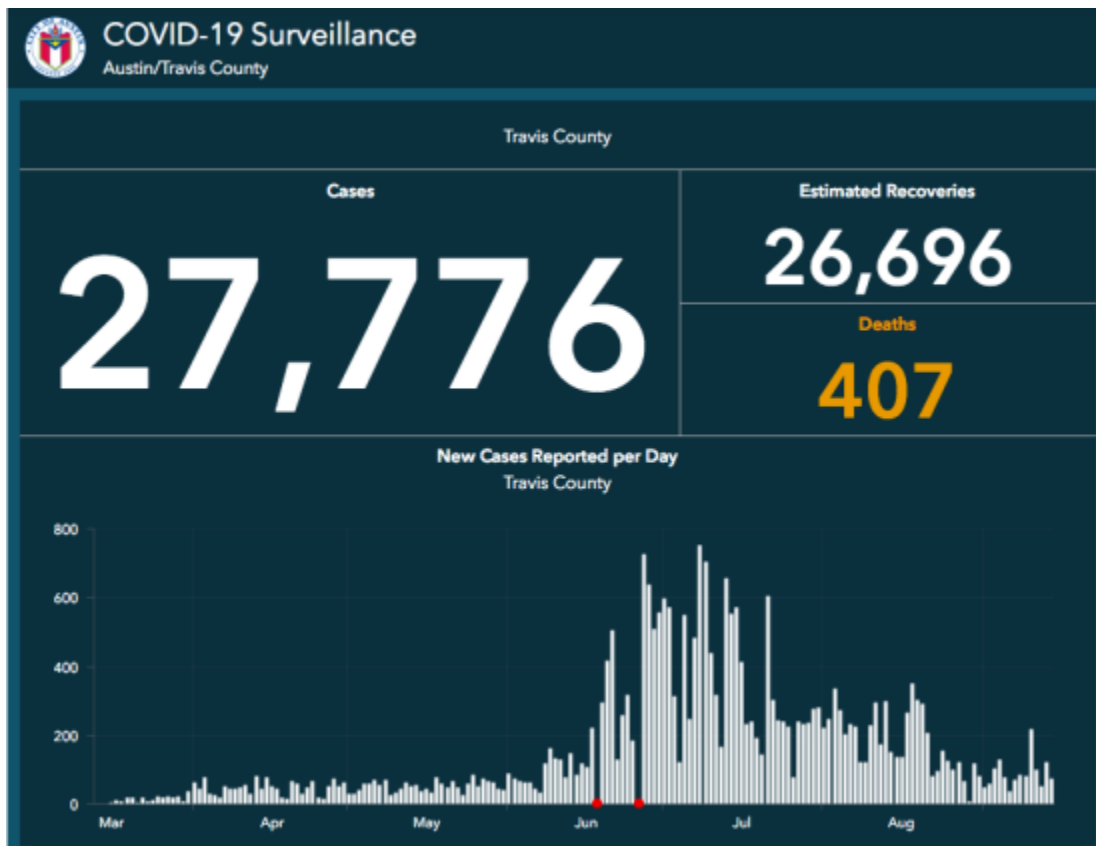 COVID-19 Surveillance
Austin/Travis County
Travis County
Cases
27,776
Estimated Recoveries
26,696
Deaths
407
New Cases Reported per Day
Travis County
800
600
400
200
0
Mar Apr May Jun Jul Aug